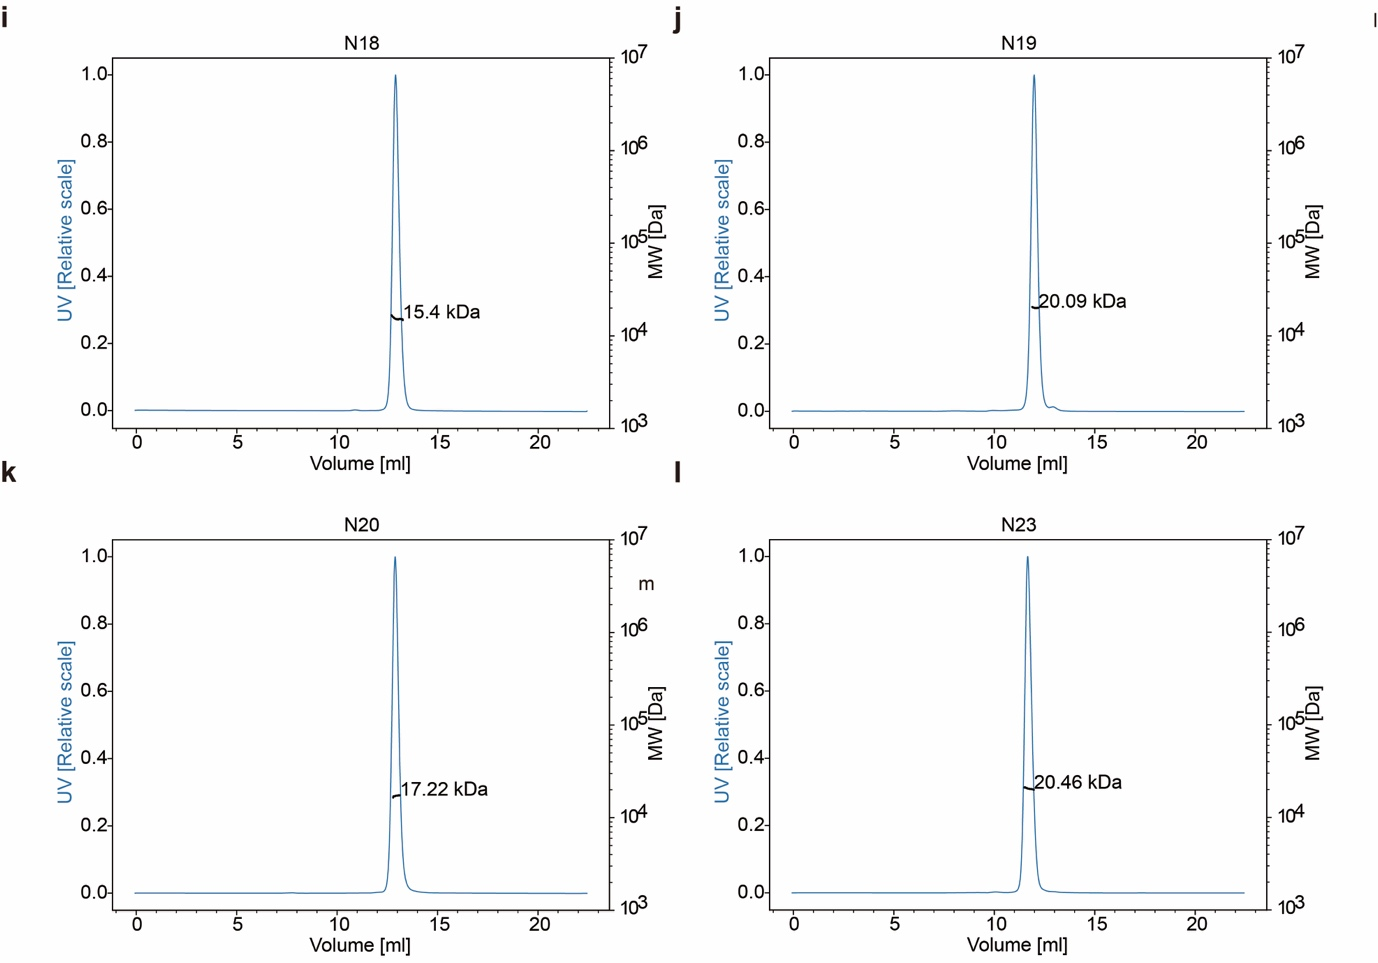 i
N18
1.0
0.8
0.6
0.4
0.2
0.0
UV [Relative scale]
10⁷
10⁶
10⁵
10⁴
10³
MW [Da]
15.4 kDa
0 5 10 15 20
Volume [ml]
j
l
N19
1.0
0.8
0.6
0.4
0.2
0.0
UV [Relative scale]
10⁷
10⁶
10⁵
10⁴
10³
MW [Da]
20.09 kDa
0 5 10 15 20
Volume [ml]
k
N20
1.0
0.8
0.6
0.4
0.2
0.0
UV [Relative scale]
10⁷
10⁶
10⁵
10⁴
10³
MW [Da]
m
17.22 kDa
0 5 10 15 20
Volume [ml]
l
N23
1.0
0.8
0.6
0.4
0.2
0.0
UV [Relative scale]
10⁷
10⁶
10⁵
10⁴
10³
MW [Da]
20.46 kDa
0 5 10 15 20
Volume [ml]